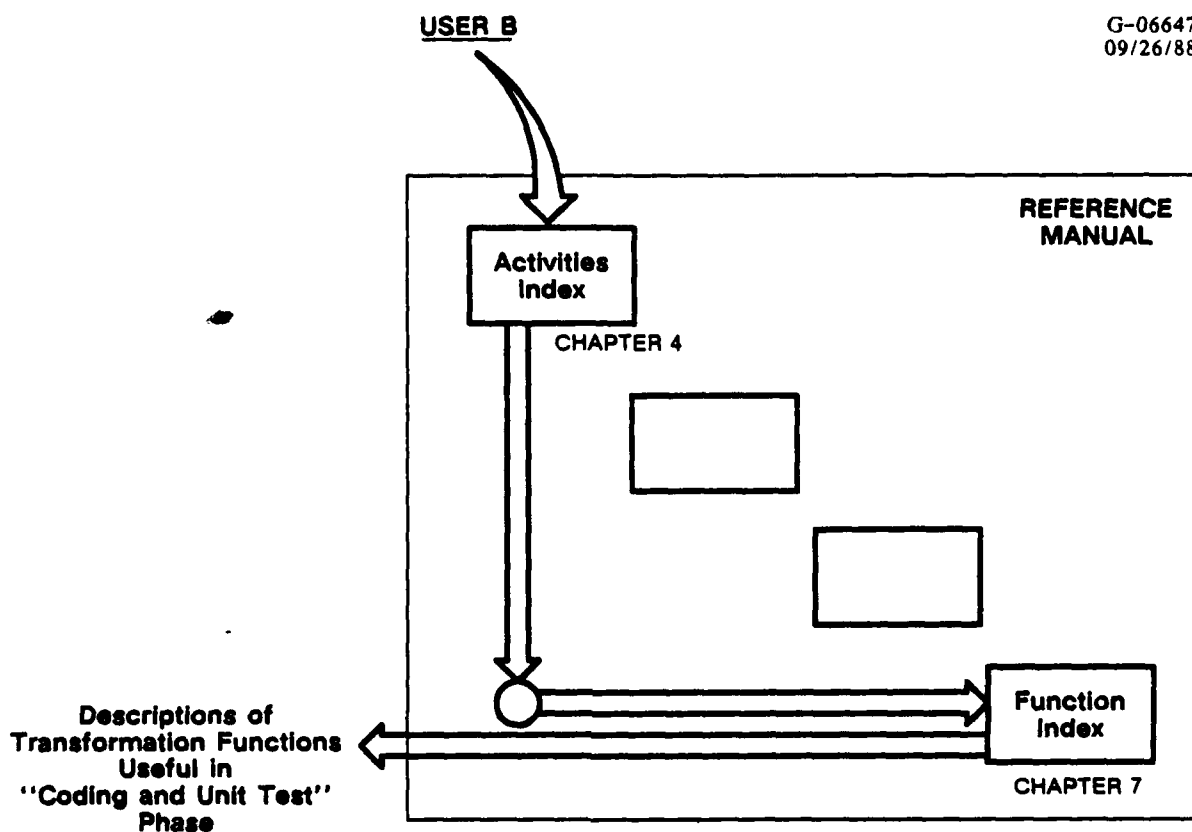 USER B
G-06647
09/26/88
REFERENCE
MANUAL
Activities
Index
CHAPTER 4
Function
Index
CHAPTER 7
Descriptions of
Transformation Functions
Useful in
''Coding and Unit Test''
Phase